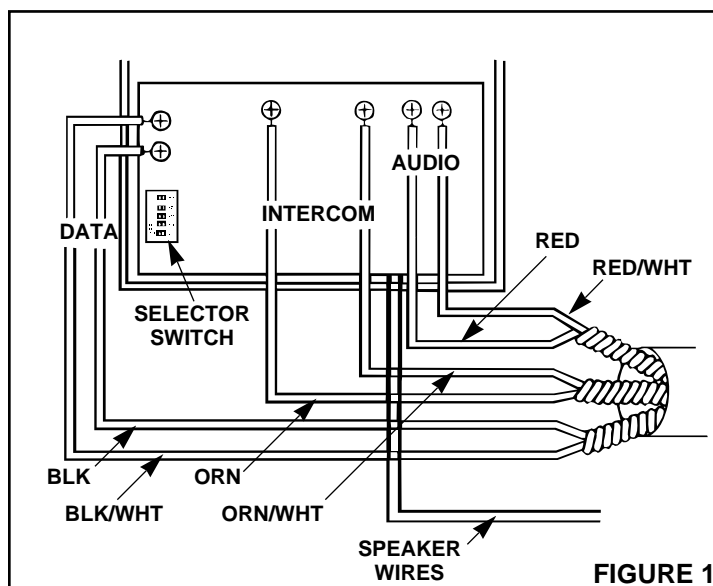 AUDIO
INTERCOM
DATA
RED
RED/WHT
SELECTOR
SWITCH
BLK
ORN
BLK/WHT
ORN/WHT
SPEAKER
WIRES
FIGURE 1